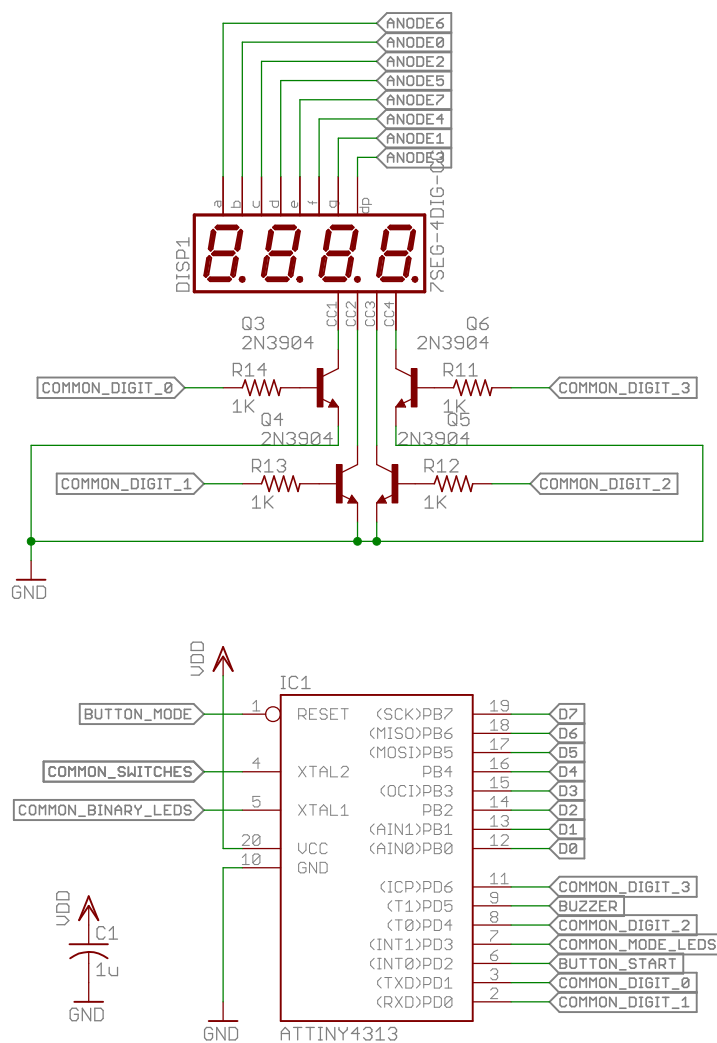 ANODE6
ANODE0
ANODE2
ANODE5
ANODE7
ANODE4
ANODE1
ANODE3
a b c d e f g dp
DISP1
8.8.8.8.
CC1 CC2 CC3 CC4
Q3
2N3904
Q6
2N3904
R14
1K
R11
1K
COMMON_DIGIT_0
COMMON_DIGIT_3
Q4
2N3904
Q5
2N3904
R13
1K
R12
1K
COMMON_DIGIT_1
COMMON_DIGIT_2
GND
VDD
IC1
BUTTON_MODE 1 RESET
COMMON_SWITCHES 4 XTAL2
COMMON_BINARY_LEDS 5 XTAL1
20 VCC
10 GND
(SCK)PB7 19 D7
(MISO)PB6 18 D6
(MOSI)PB5 17 D5
PB4 16 D4
(OCI)PB3 15 D3
PB2 14 D2
(AIN1)PB1 13 D1
(AIN0)PB0 12 D0
(ICP)PD6 11 COMMON_DIGIT_3
(T1)PD5 9 BUZZER
(T0)PD4 8 COMMON_DIGIT_2
(INT1)PD3 7 COMMON_MODE_LEDS
(INT0)PD2 6 BUTTON_START
(TXD)PD1 3 COMMON_DIGIT_0
(RXD)PD0 2 COMMON_DIGIT_1
VDD
C1
1u
GND
GND
ATTINY4313